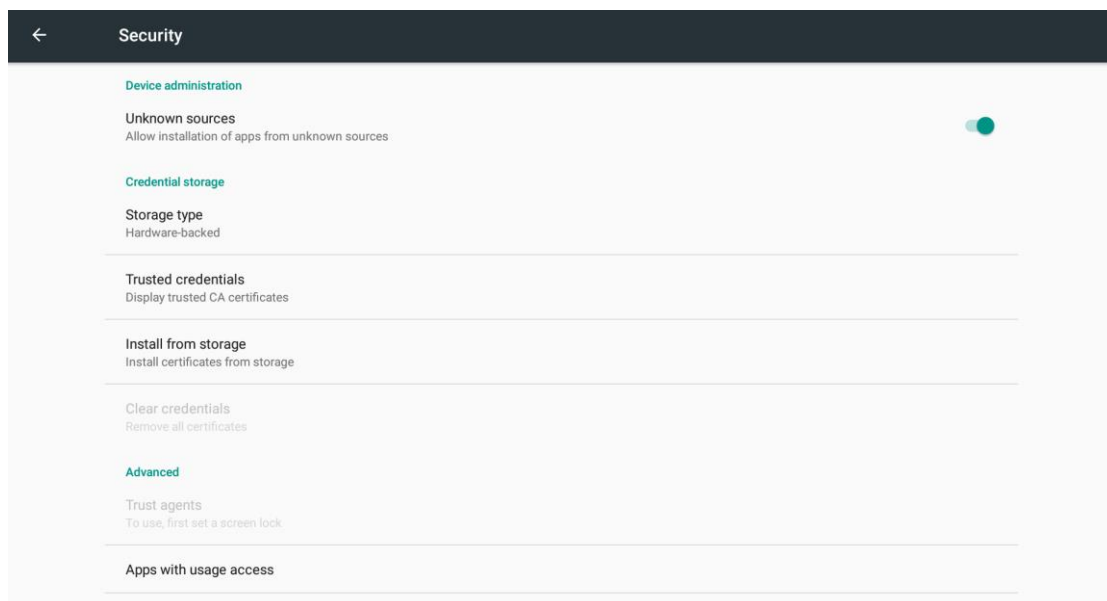 Security
Device administration
Unknown sources
Allow installation of apps from unknown sources
Credential storage
Storage type
Hardware-backed
Trusted credentials
Display trusted CA certificates
Install from storage
Install certificates from storage
Clear credentials
Remove all certificates
Advanced
Trust agents
To use, first set a screen lock
Apps with usage access